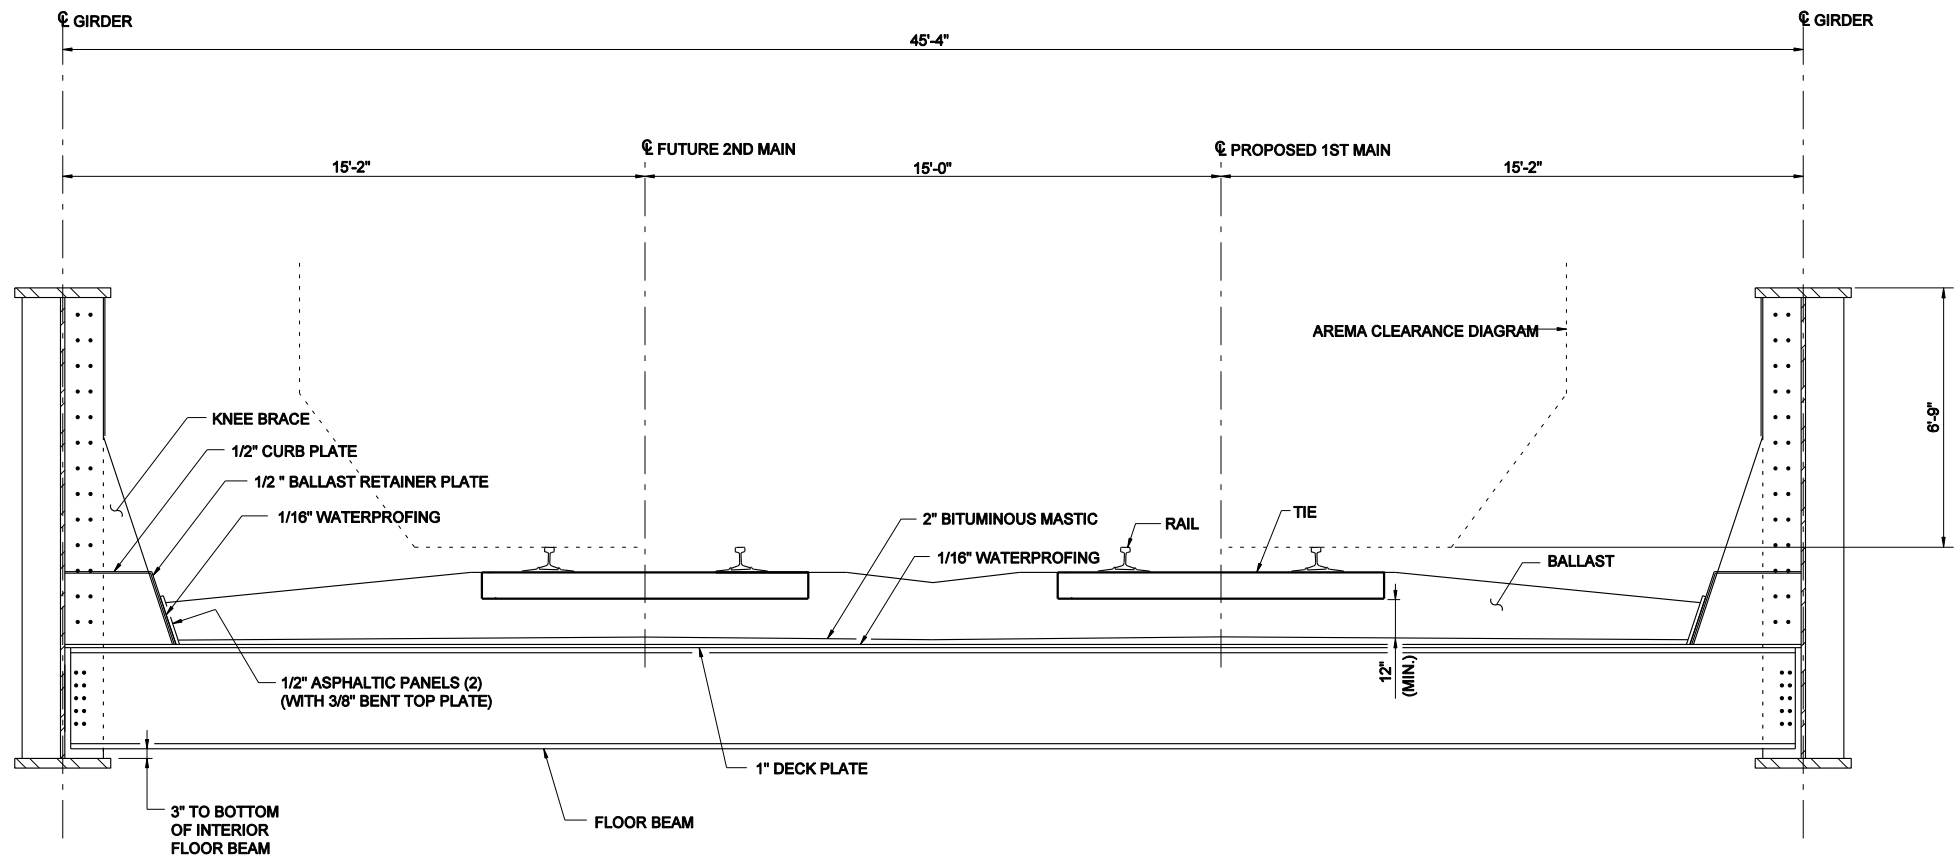 ℄ GIRDER
℄ GIRDER
45'-4"
℄ FUTURE 2ND MAIN
℄ PROPOSED 1ST MAIN
15'-2"
15'-0"
15'-2"
AREMA CLEARANCE DIAGRAM
6'-9"
KNEE BRACE
1/2" CURB PLATE
1/2 " BALLAST RETAINER PLATE
1/16" WATERPROFING
2" BITUMINOUS MASTIC
RAIL
TIE
1/16" WATERPROFING
BALLAST
12"
(MIN.)
1/2" ASPHALTIC PANELS (2)
(WITH 3/8" BENT TOP PLATE)
1" DECK PLATE
3" TO BOTTOM
OF INTERIOR
FLOOR BEAM
FLOOR BEAM